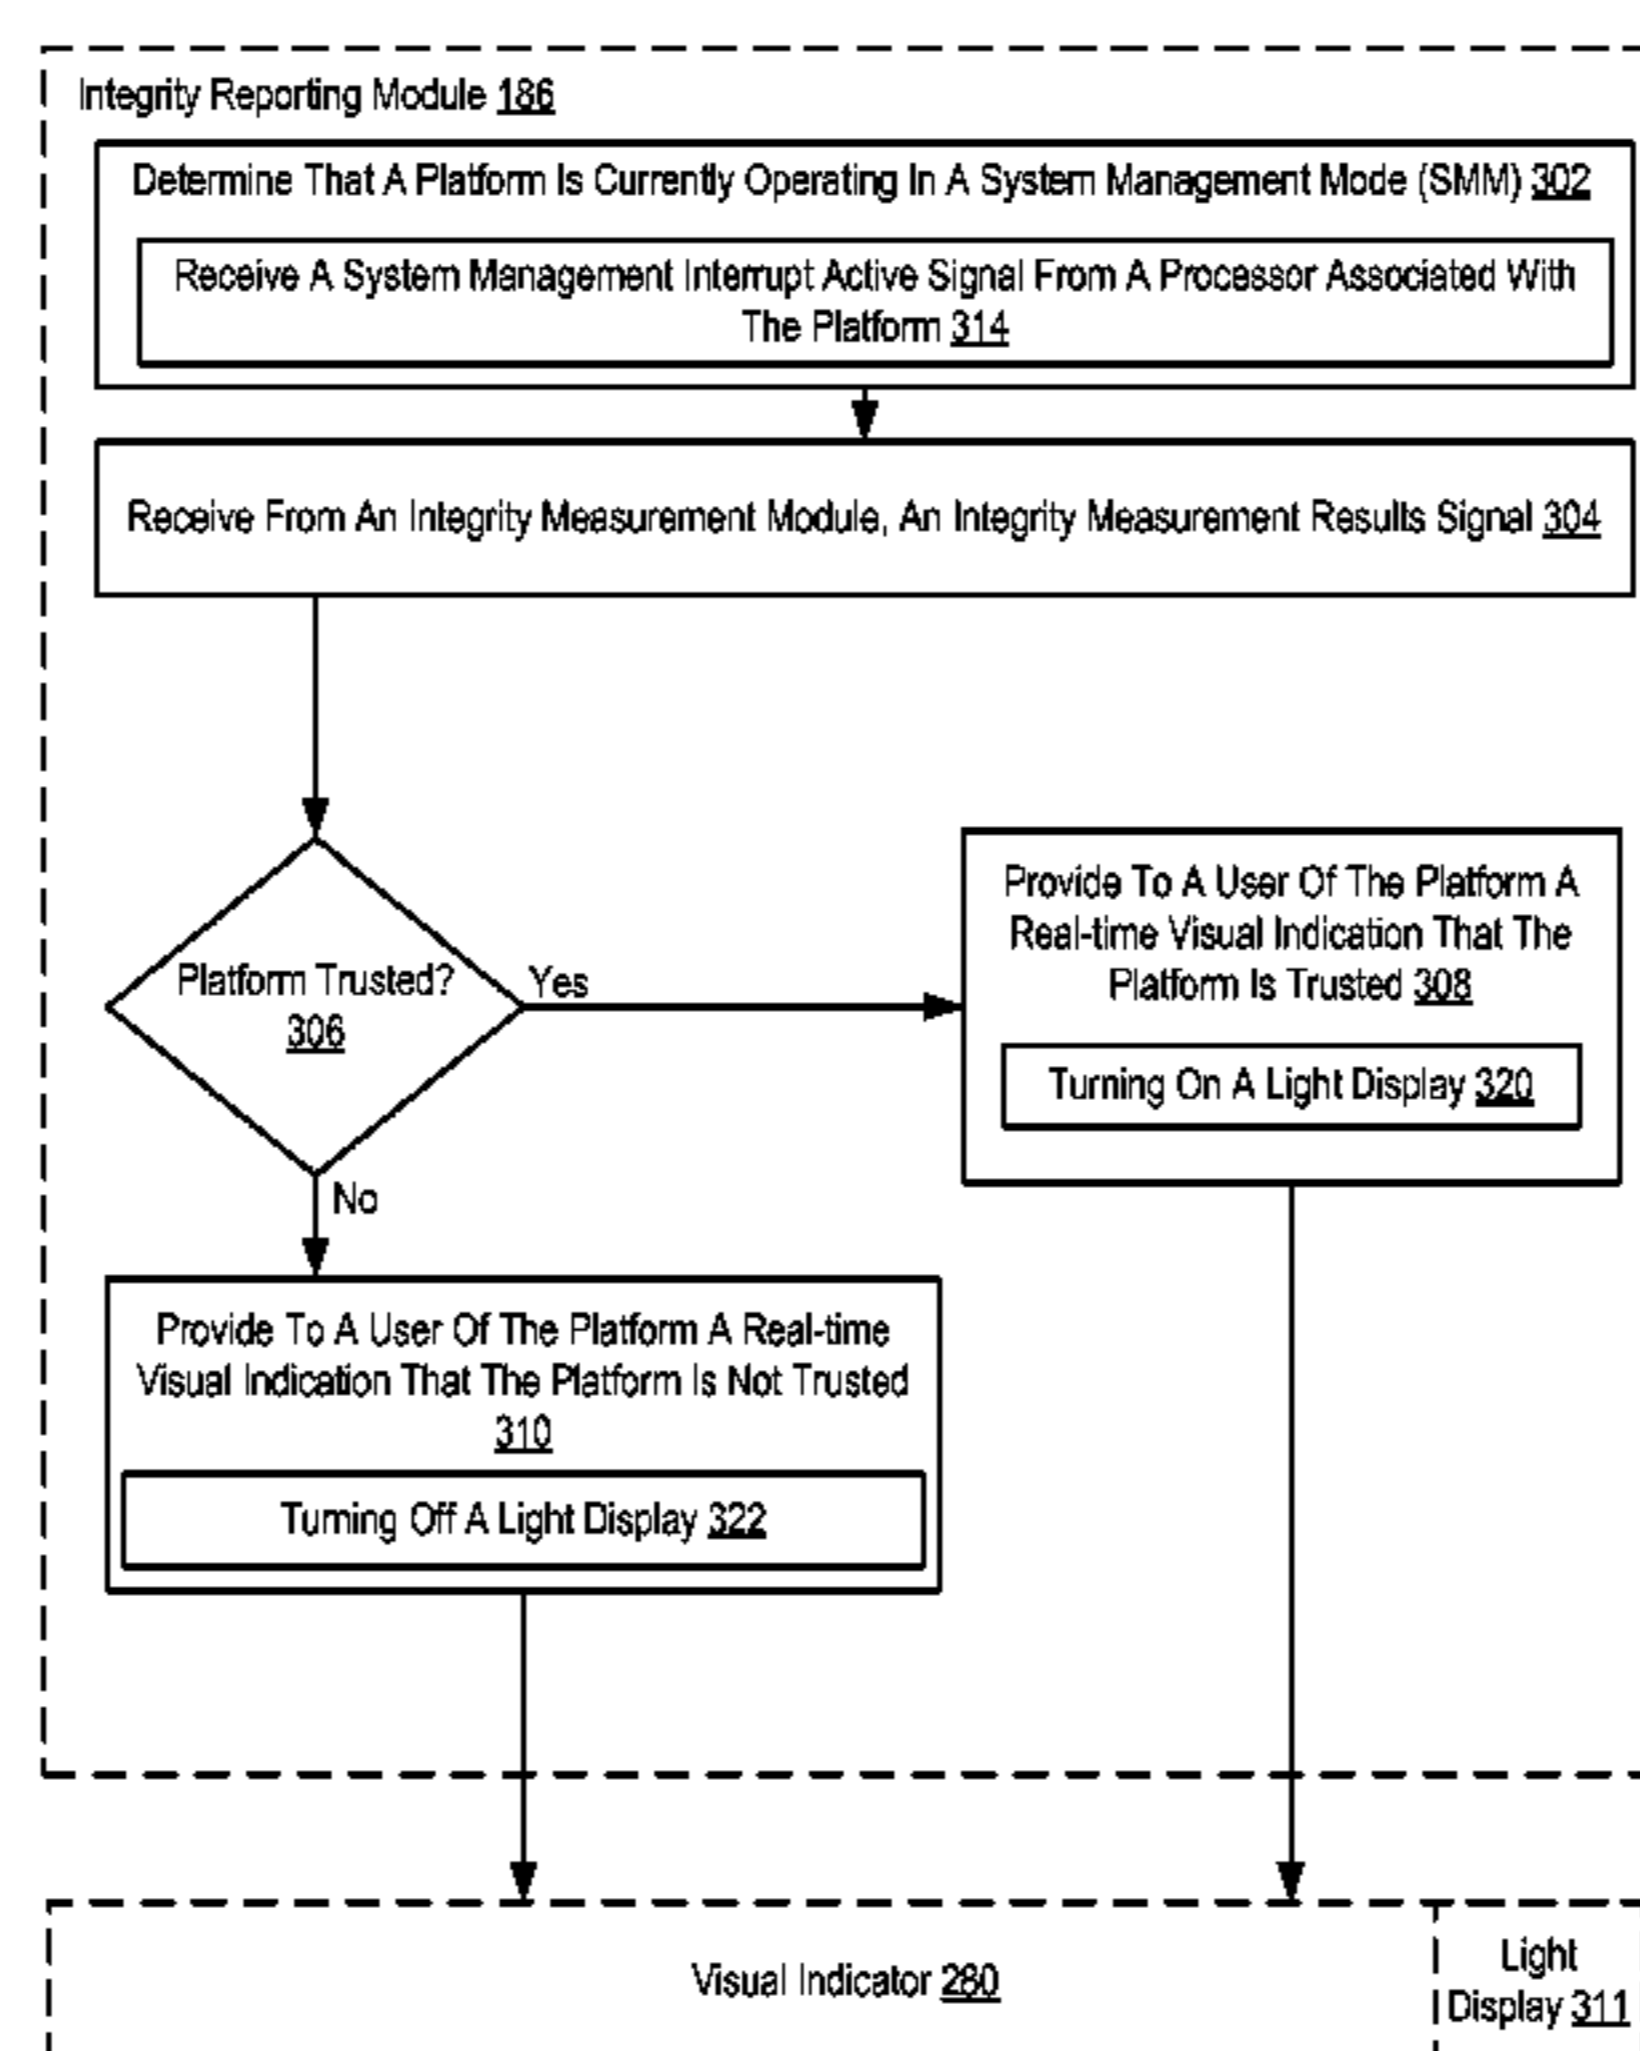 Integrity Reporting Module 186
Determine That A Platform Is Currently Operating In A System Management Mode (SMM) 302
Receive A System Management Interrupt Active Signal From A Processor Associated With
The Platform 314
Receive From An Integrity Measurement Module, An Integrity Measurement Results Signal 304
Platform Trusted?
306
Yes
No
Provide To A User Of The Platform A
Real-time Visual Indication That The
Platform Is Trusted 308
Turning On A Light Display 320
Provide To A User Of The Platform A Real-time
Visual Indication That The Platform Is Not Trusted
310
Turning Off A Light Display 322
Visual Indicator 280
Light
Display 311